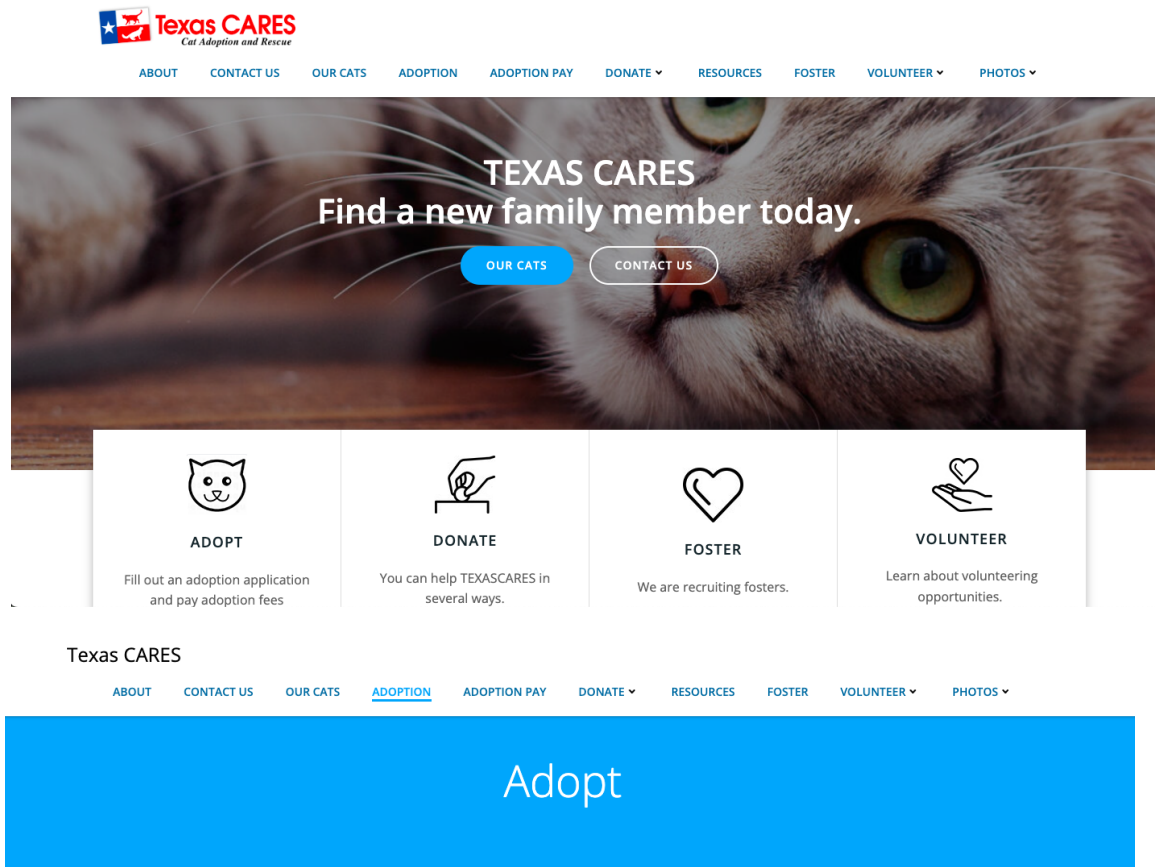 Texas CARES
Cat Adoption and Rescue
ABOUT CONTACT US OUR CATS ADOPTION ADOPTION PAY DONATE RESOURCES FOSTER VOLUNTEER PHOTOS
TEXAS CARES
Find a new family member today.
OUR CATS CONTACT US
ADOPT
Fill out an adoption application
and pay adoption fees
DONATE
You can help TEXASCARES in
several ways.
FOSTER
We are recruiting fosters.
VOLUNTEER
Learn about volunteering
opportunities.
Texas CARES
ABOUT CONTACT US OUR CATS ADOPTION ADOPTION PAY DONATE RESOURCES FOSTER VOLUNTEER PHOTOS
Adopt